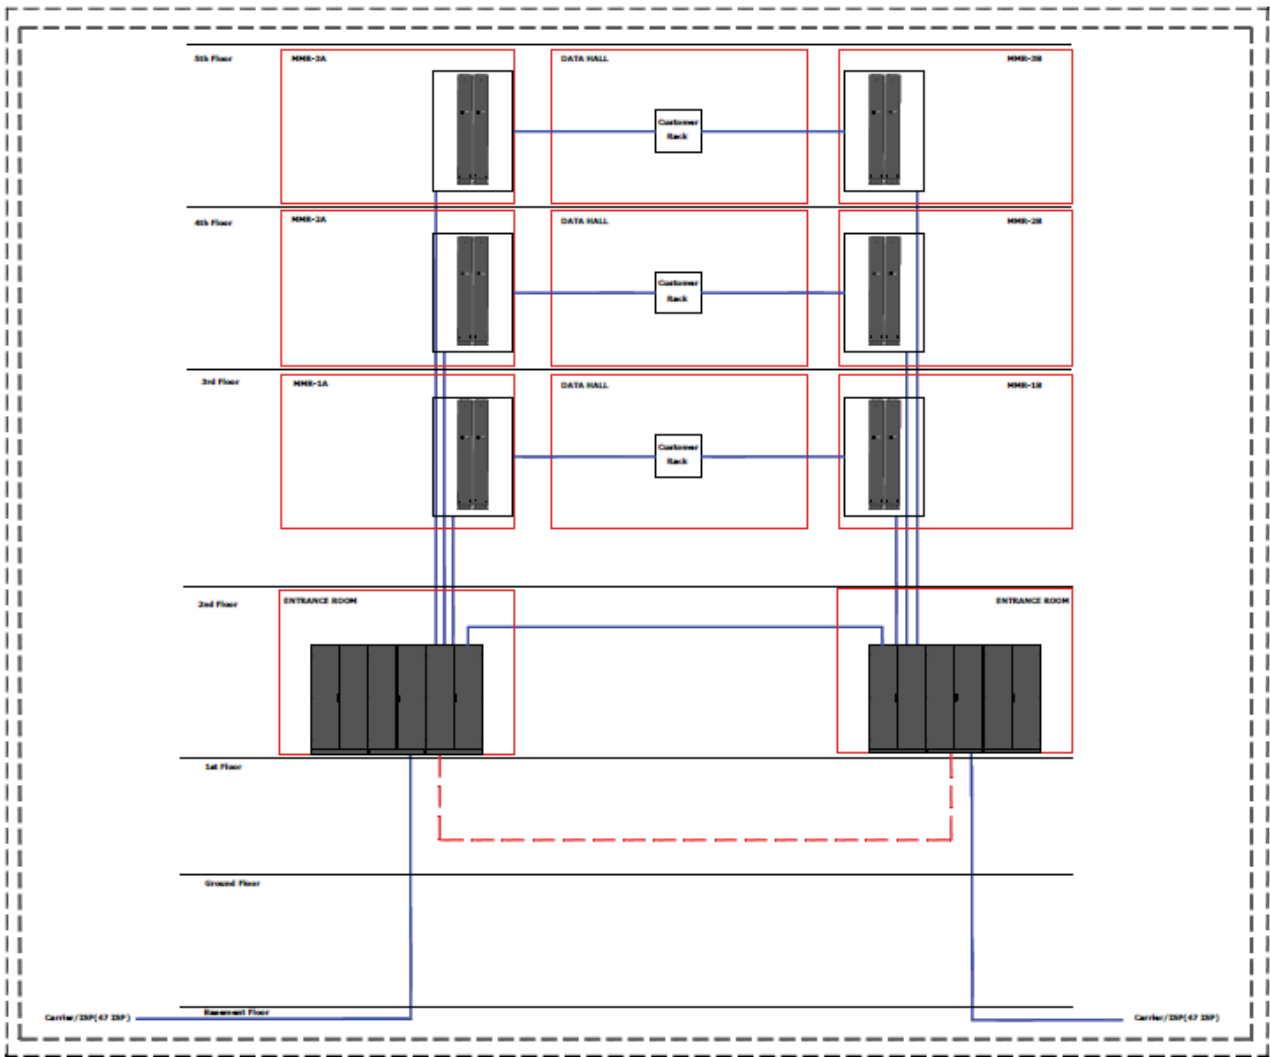 5th Floor
MMR-3A
DATA HALL
MMR-3B
Customer
Rack
4th Floor
MMR-2A
DATA HALL
MMR-2B
Customer
Rack
3rd Floor
MMR-1A
DATA HALL
MMR-1B
Customer
Rack
2nd Floor
ENTRANCE ROOM
ENTRANCE ROOM
1st Floor
Ground Floor
Basement Floor
Carrier/ISP(47 ISP)
Carrier/ISP(47 ISP)